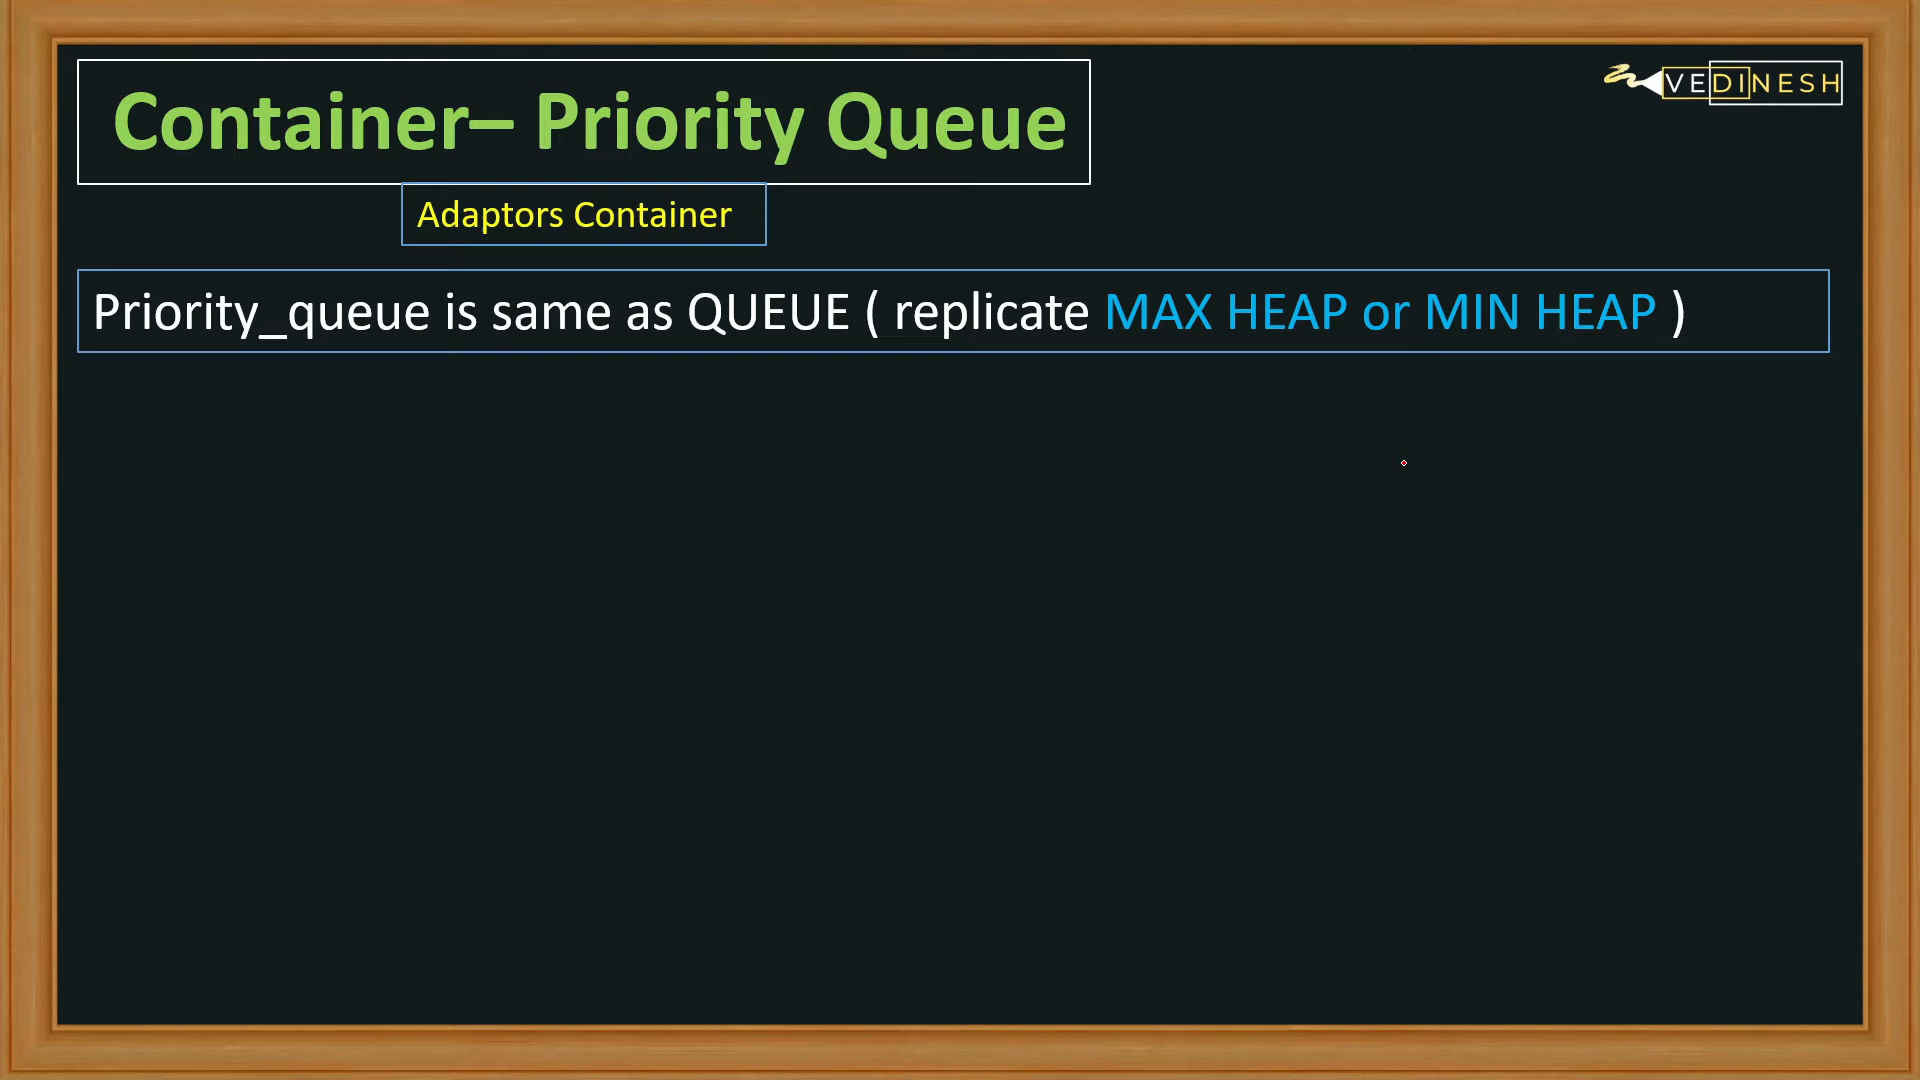 Container– Priority Queue
VEDINESH
Adaptors Container
Priority_queue is same as QUEUE ( replicate MAX HEAP or MIN HEAP )